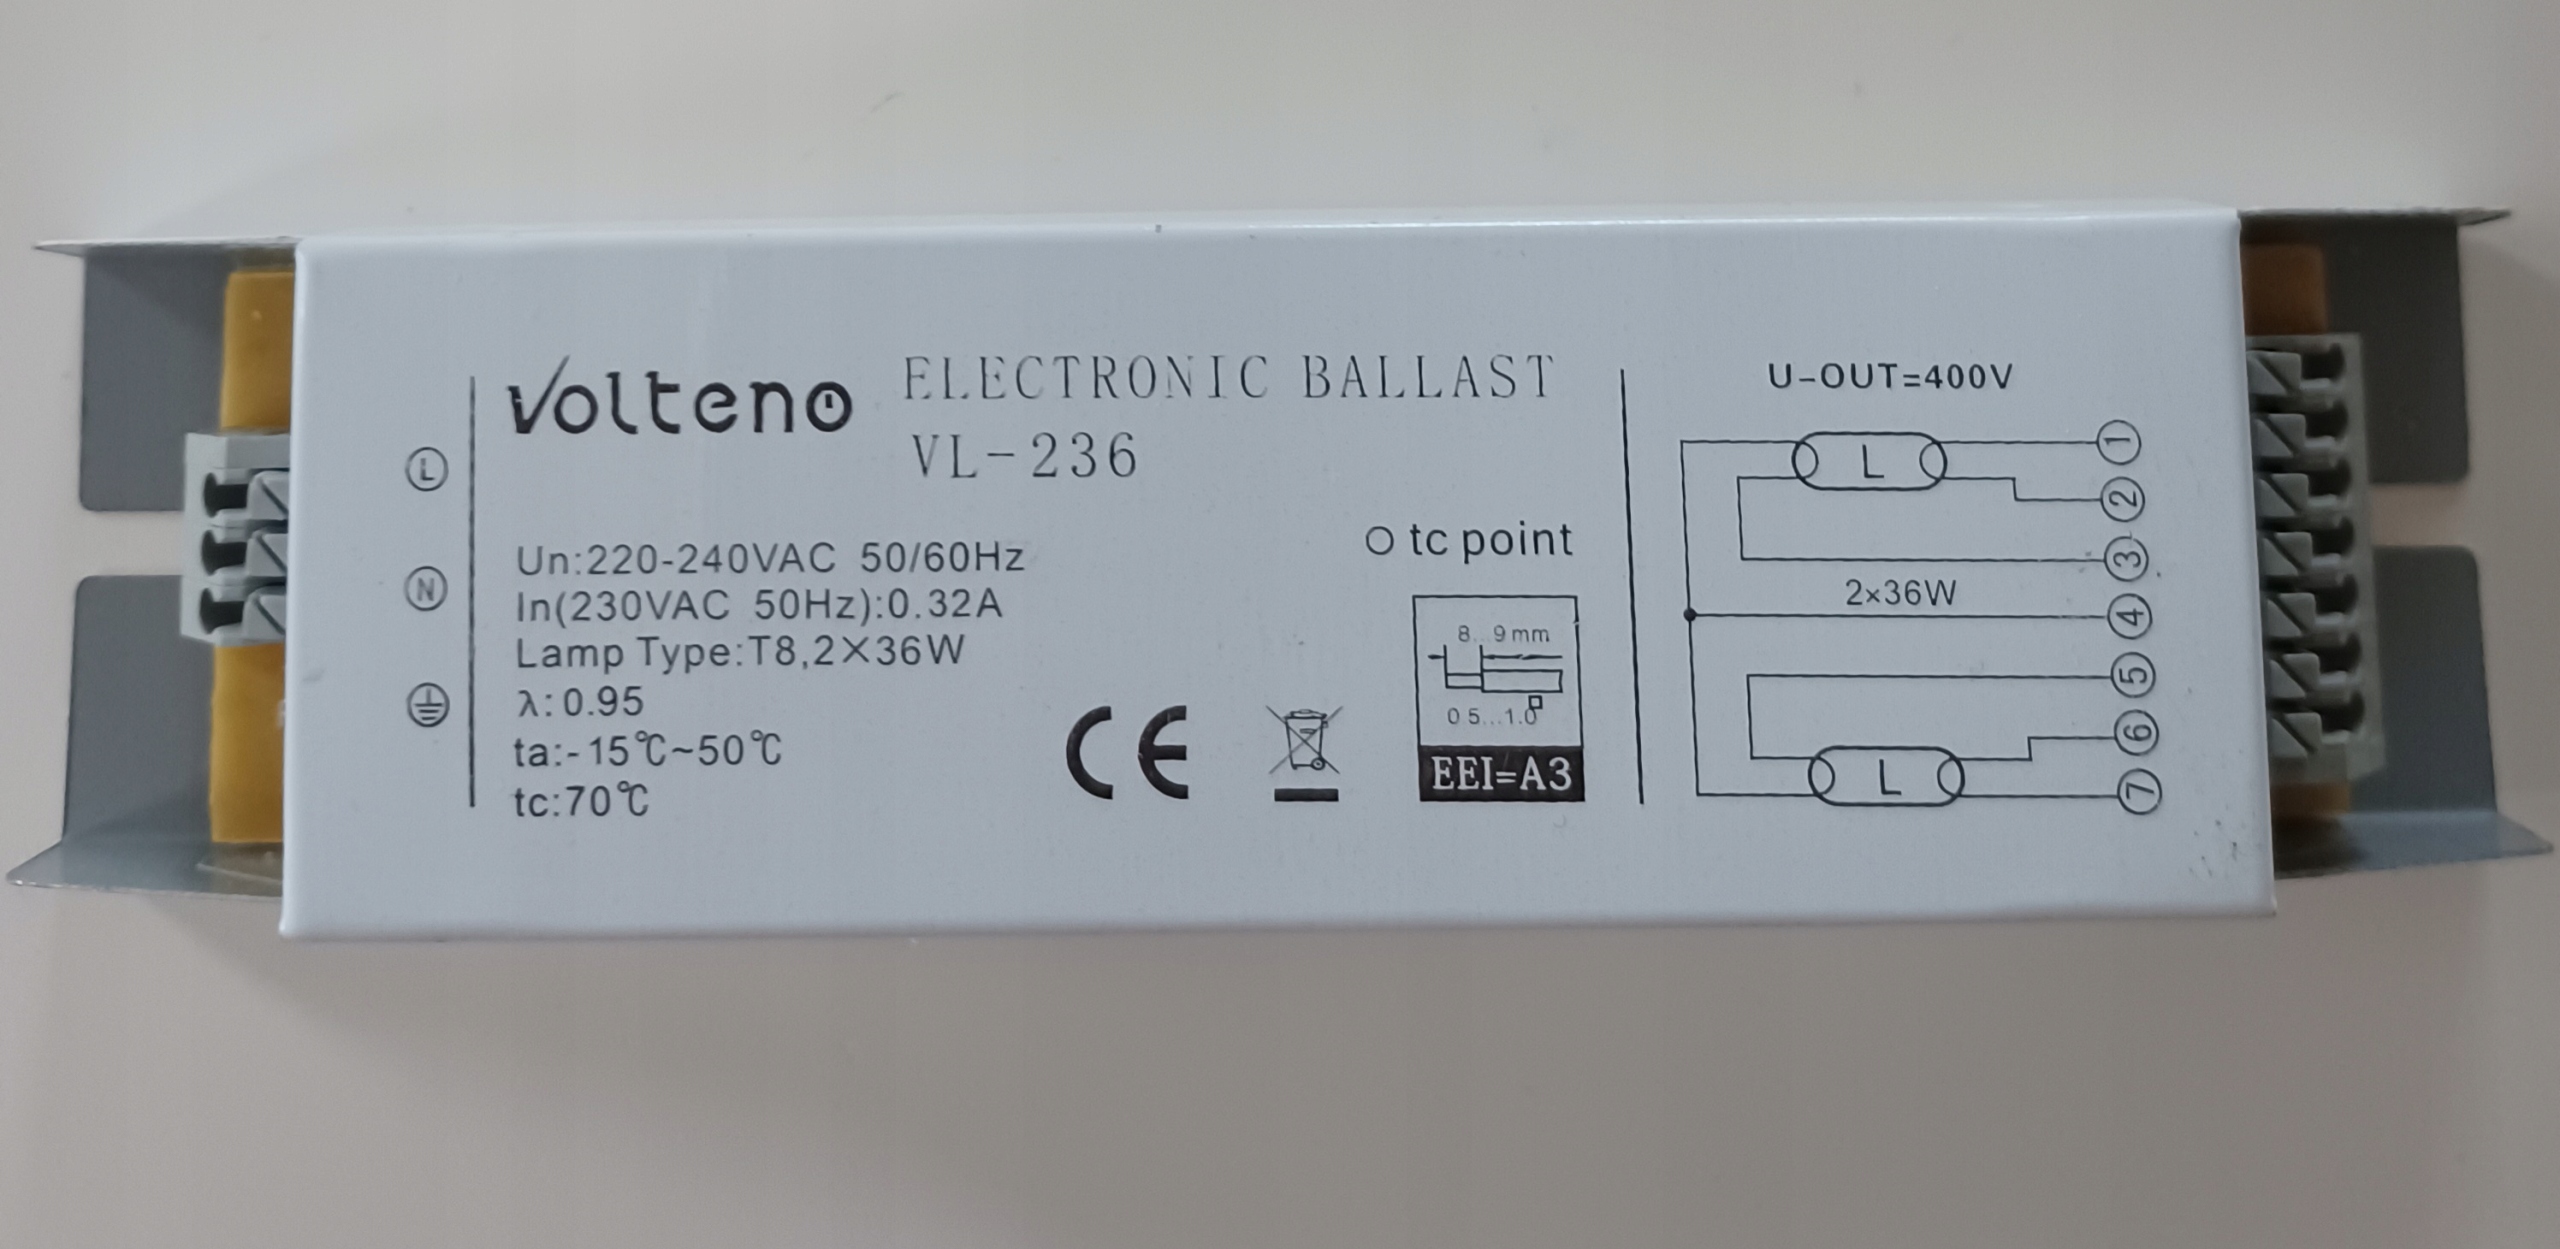 Volteno
ELECTRONIC BALLAST
VL-236
L
N
Un:220-240VAC 50/60Hz
In(230VAC 50Hz):0.32A
Lamp Type:T8,2×36W
λ:0.95
ta:-15℃~50℃
tc:70℃
CE
tc point
8...9mm
0.5...1.0
EEI=A3
U-OUT=400V
L
1
2
3
2×36W
4
5
6
L
7